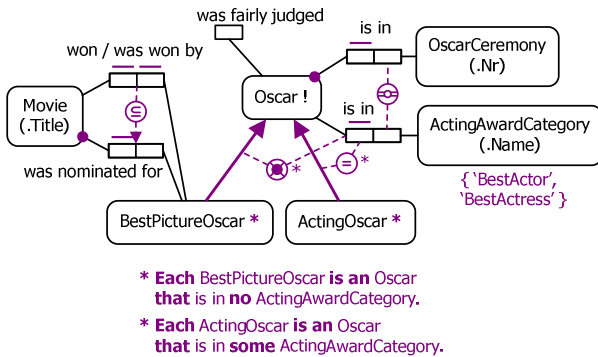 was fairly judged
is in
won / was won by
OscarCeremony
(.Nr)
Movie
(.Title)
Oscar !
is in
ActingAwardCategory
(.Name)
was nominated for
{ ‘BestActor’,
‘BestActress’ }
BestPictureOscar *
ActingOscar *
* Each BestPictureOscar is an Oscar
that is in no ActingAwardCategory.
* Each ActingOscar is an Oscar
that is in some ActingAwardCategory.